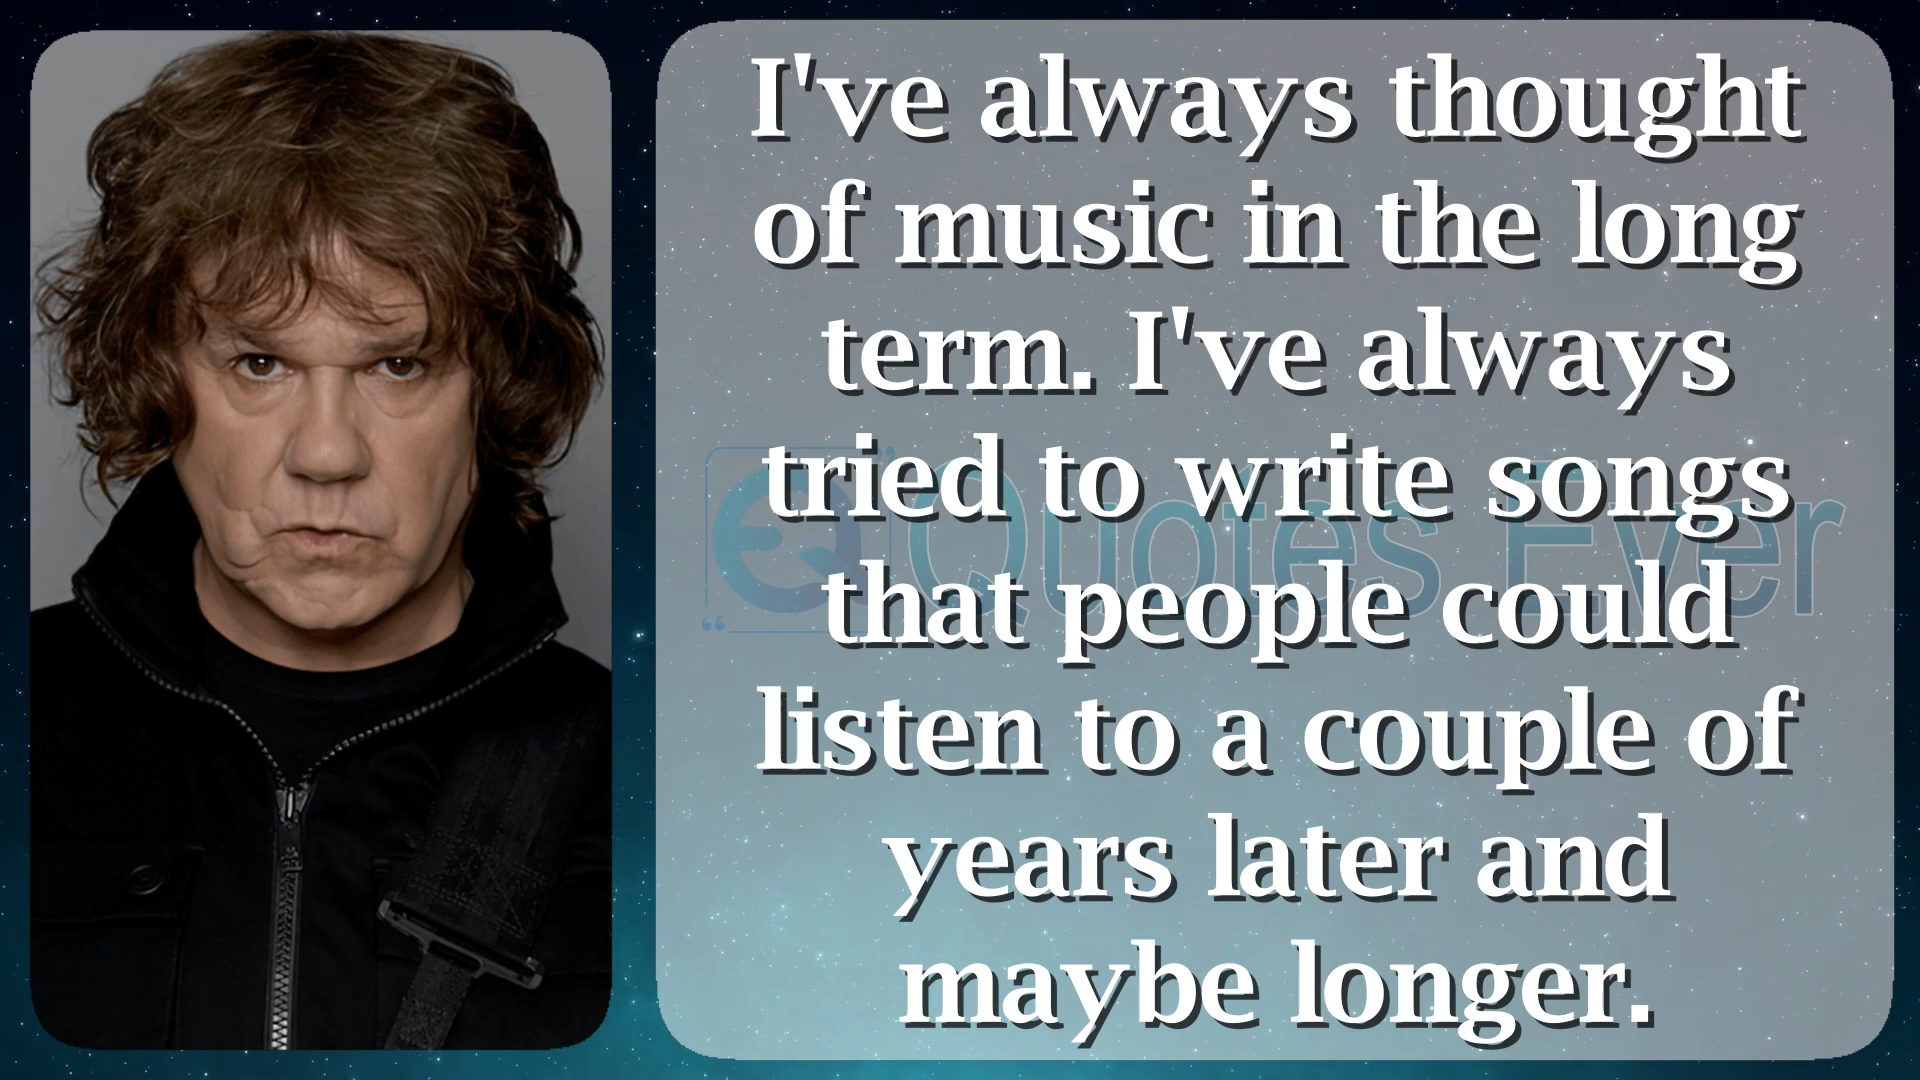 I've always thought
of music in the long
term. I've always
tried to write songs
that people could
listen to a couple of
years later and
maybe longer.
Quotes Ever